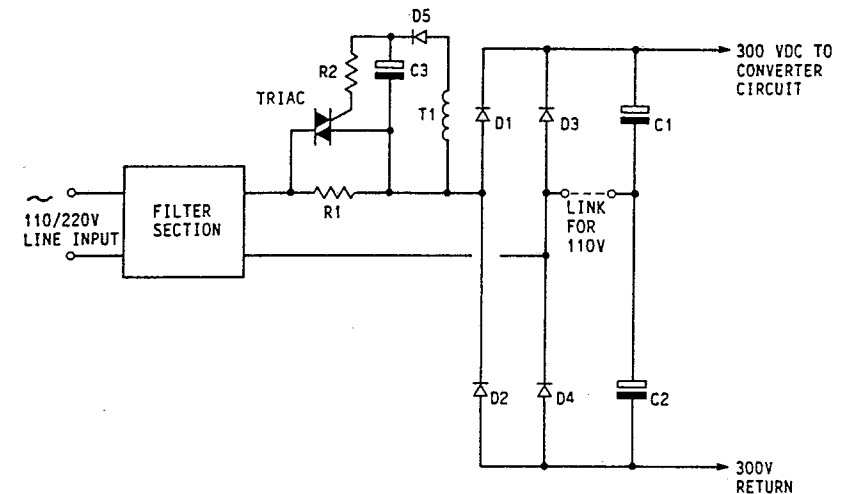 D5
R2
C3
TRIAC
T1
D1
D3
C1
300 VDC TO
CONVERTER
CIRCUIT
110/220V
LINE INPUT
FILTER
SECTION
R1
LINK
FOR
110V
D2
D4
C2
300V
RETURN